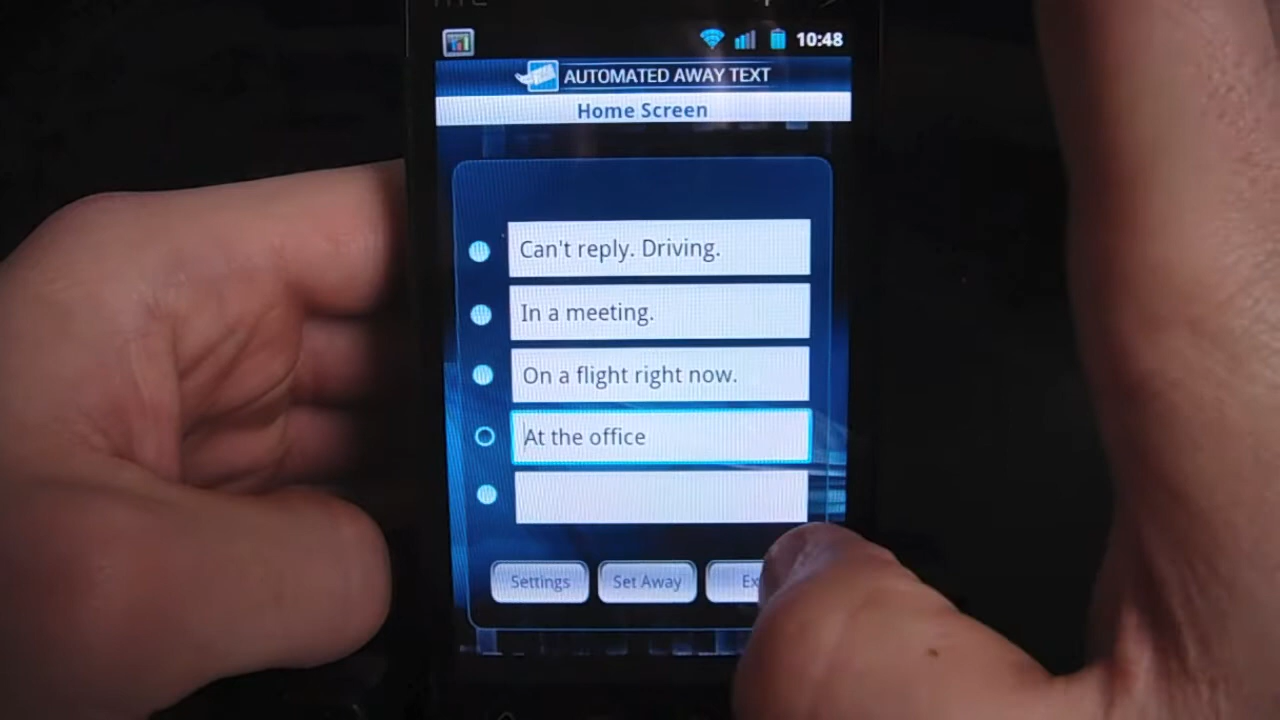 10:48
AUTOMATED AWAY TEXT
Home Screen
Can't reply. Driving.
In a meeting.
On a flight right now.
At the office
Settings
Set Away